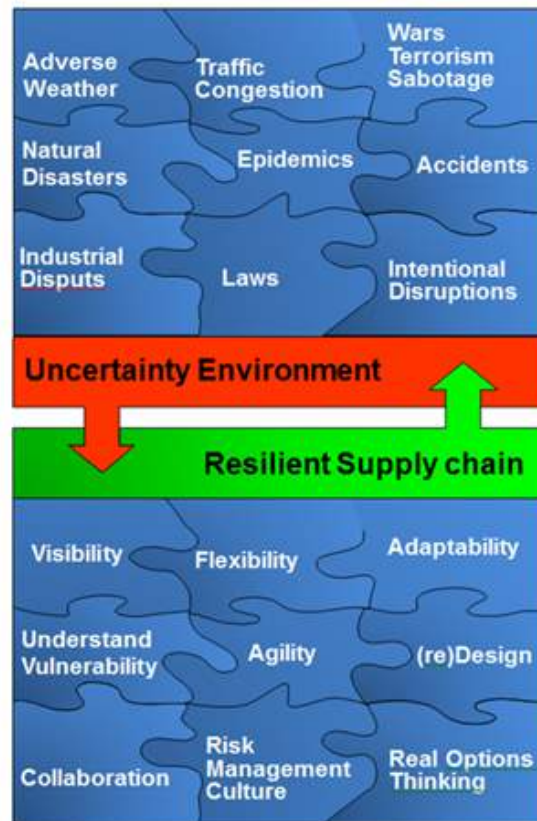 Adverse
Weather
Traffic
Congestion
Wars
Terrorism
Sabotage
Natural
Disasters
Epidemics
Accidents
Industrial
Disputs
Laws
Intentional
Disruptions
Uncertainty Environment
Resilient Supply chain
Visibility
Flexibility
Adaptability
Understand
Vulnerability
Agility
(re)Design
Collaboration
Risk
Management
Culture
Real Options
Thinking